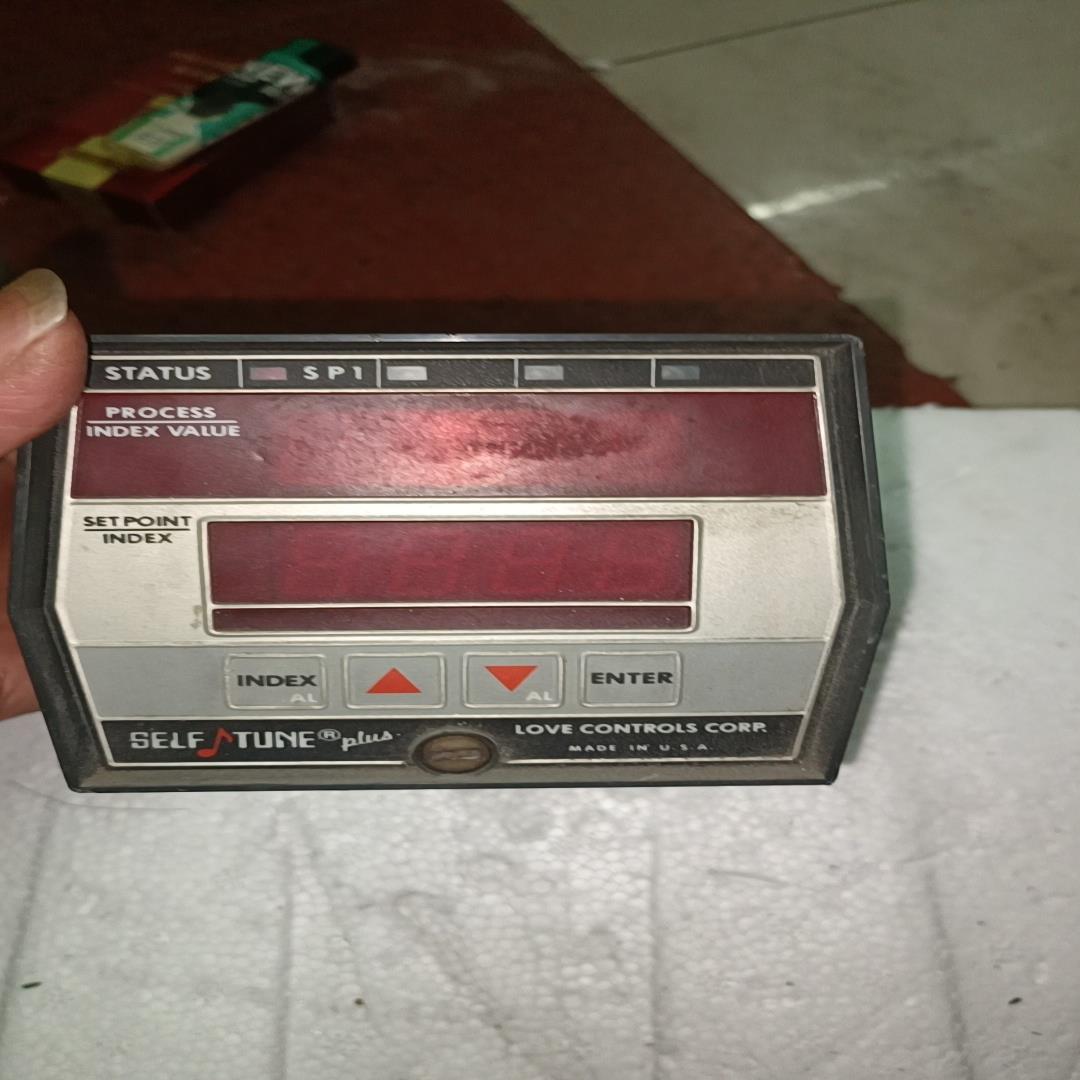 STATUS SP1
PROCESS
INDEX VALUE
SET POINT
INDEX
INDEX
AL
AL
ENTER
SELF TUNE® plus
LOVE CONTROLS CORP.
MADE IN U.S.A.